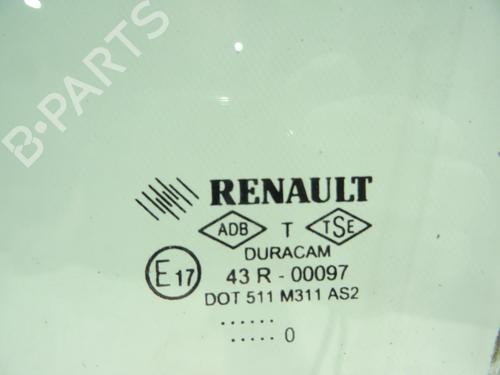 B-PARTS
RENAULT
ADB T TSE
DURACAM
E17 43 R - 00097
DOT 511 M311 AS2
......
..... 0